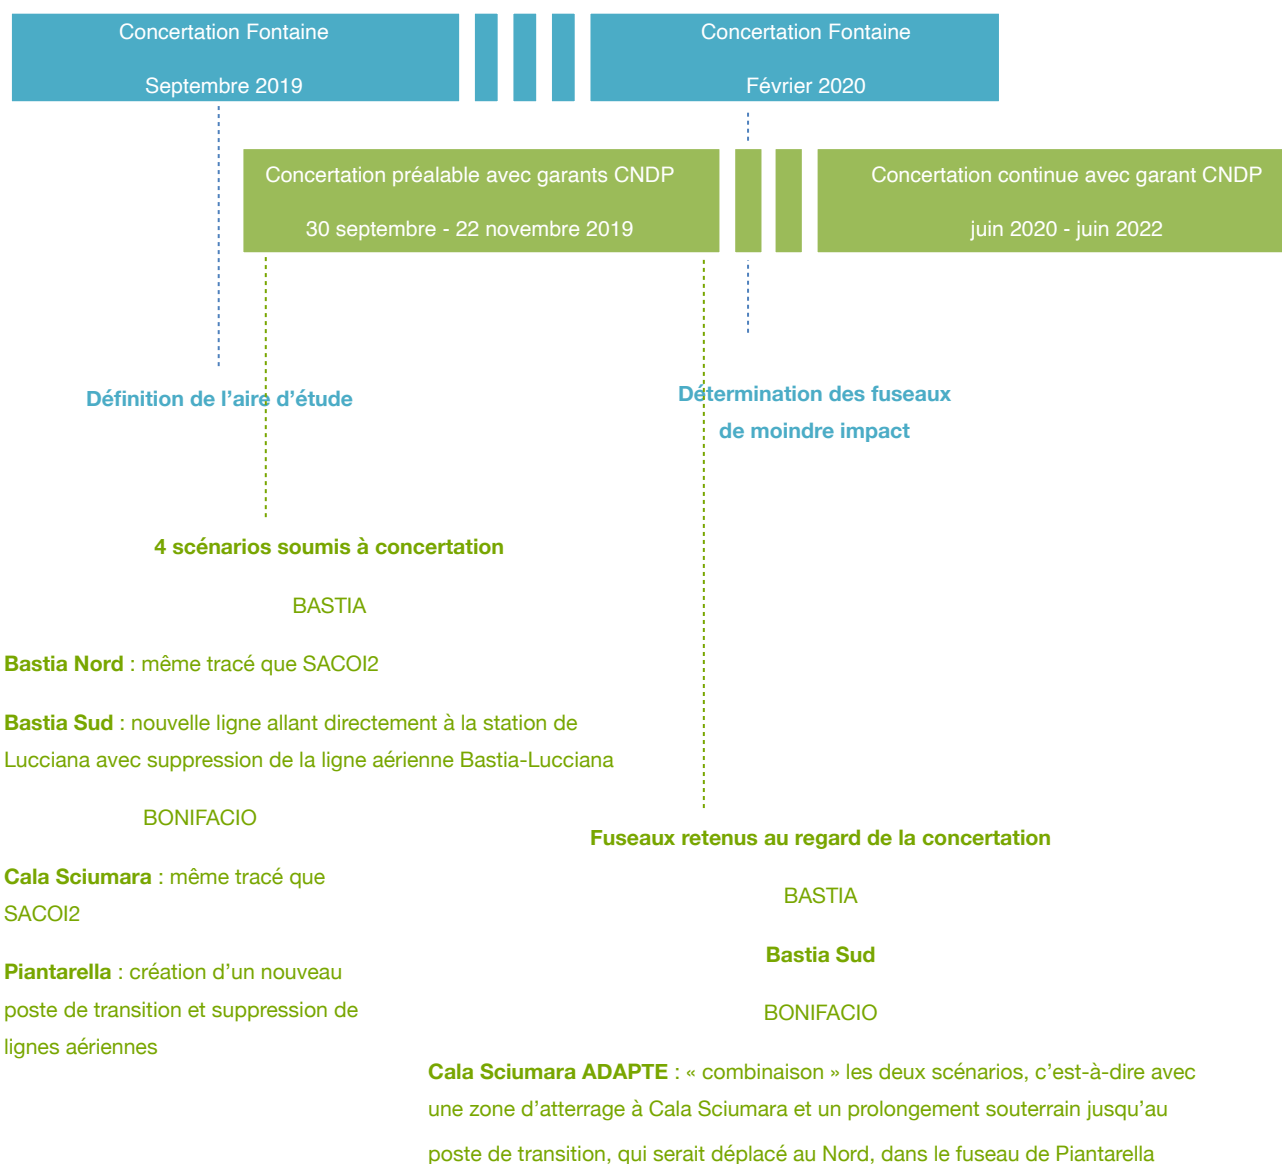 Concertation Fontaine
Septembre 2019
Concertation Fontaine
Février 2020
Concertation préalable avec garants CNDP
30 septembre - 22 novembre 2019
Concertation continue avec garant CNDP
juin 2020 - juin 2022
Définition de l’aire d’étude
Détermination des fuseaux
de moindre impact
4 scénarios soumis à concertation
BASTIA
Bastia Nord : même tracé que SACOI2
Bastia Sud : nouvelle ligne allant directement à la station de
Lucciana avec suppression de la ligne aérienne Bastia-Lucciana
BONIFACIO
Cala Sciumara : même tracé que
SACOI2
Piantarella : création d’un nouveau
poste de transition et suppression de
lignes aériennes
Fuseaux retenus au regard de la concertation
BASTIA
Bastia Sud
BONIFACIO
Cala Sciumara ADAPTE : « combinaison » les deux scénarios, c’est-à-dire avec
une zone d’atterrage à Cala Sciumara et un prolongement souterrain jusqu’au
poste de transition, qui serait déplacé au Nord, dans le fuseau de Piantarella